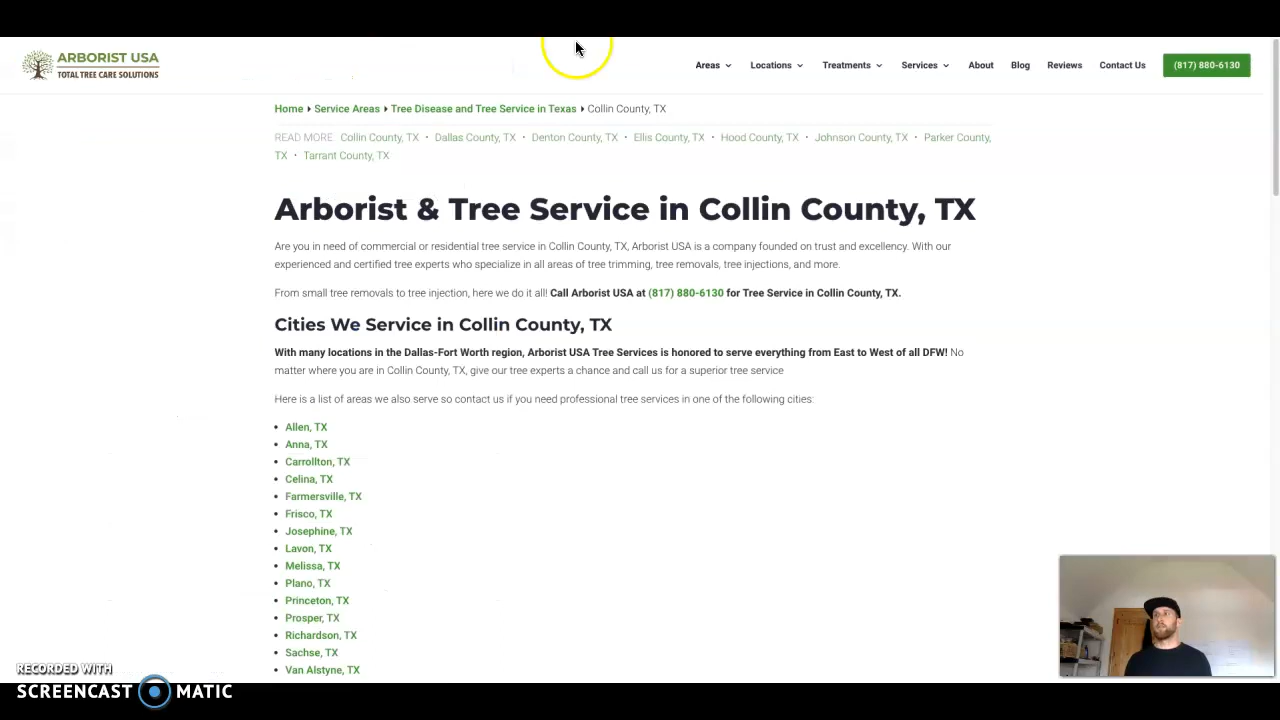 ARBORIST USA
TOTAL TREE CARE SOLUTIONS
Areas Locations Treatments Services About Blog Reviews Contact Us (817) 880-6130
Home Service Areas Tree Disease and Tree Service in Texas Collin County, TX
READ MORE Collin County, TX • Dallas County, TX • Denton County, TX • Ellis County, TX • Hood County, TX • Johnson County, TX • Parker County,
TX • Tarrant County, TX
Arborist & Tree Service in Collin County, TX
Are you in need of commercial or residential tree service in Collin County, TX, Arborist USA is a company founded on trust and excellency. With our
experienced and certified tree experts who specialize in all areas of tree trimming, tree removals, tree injections, and more.
From small tree removals to tree injection, here we do it all! Call Arborist USA at (817) 880-6130 for Tree Service in Collin County, TX.
Cities We Service in Collin County, TX
With many locations in the Dallas-Fort Worth region, Arborist USA Tree Services is honored to serve everything from East to West of all DFW! No
matter where you are in Collin County, TX, give our tree experts a chance and call us for a superior tree service
Here is a list of areas we also serve so contact us if you need professional tree services in one of the following cities:
• Allen, TX
• Anna, TX
• Carrollton, TX
• Celina, TX
• Farmersville, TX
• Frisco, TX
• Josephine, TX
• Lavon, TX
• Melissa, TX
• Plano, TX
• Princeton, TX
• Prosper, TX
• Richardson, TX
• Sachse, TX
• Van Alstyne, TX
RECORDED WITH
SCREENCAST MATIC